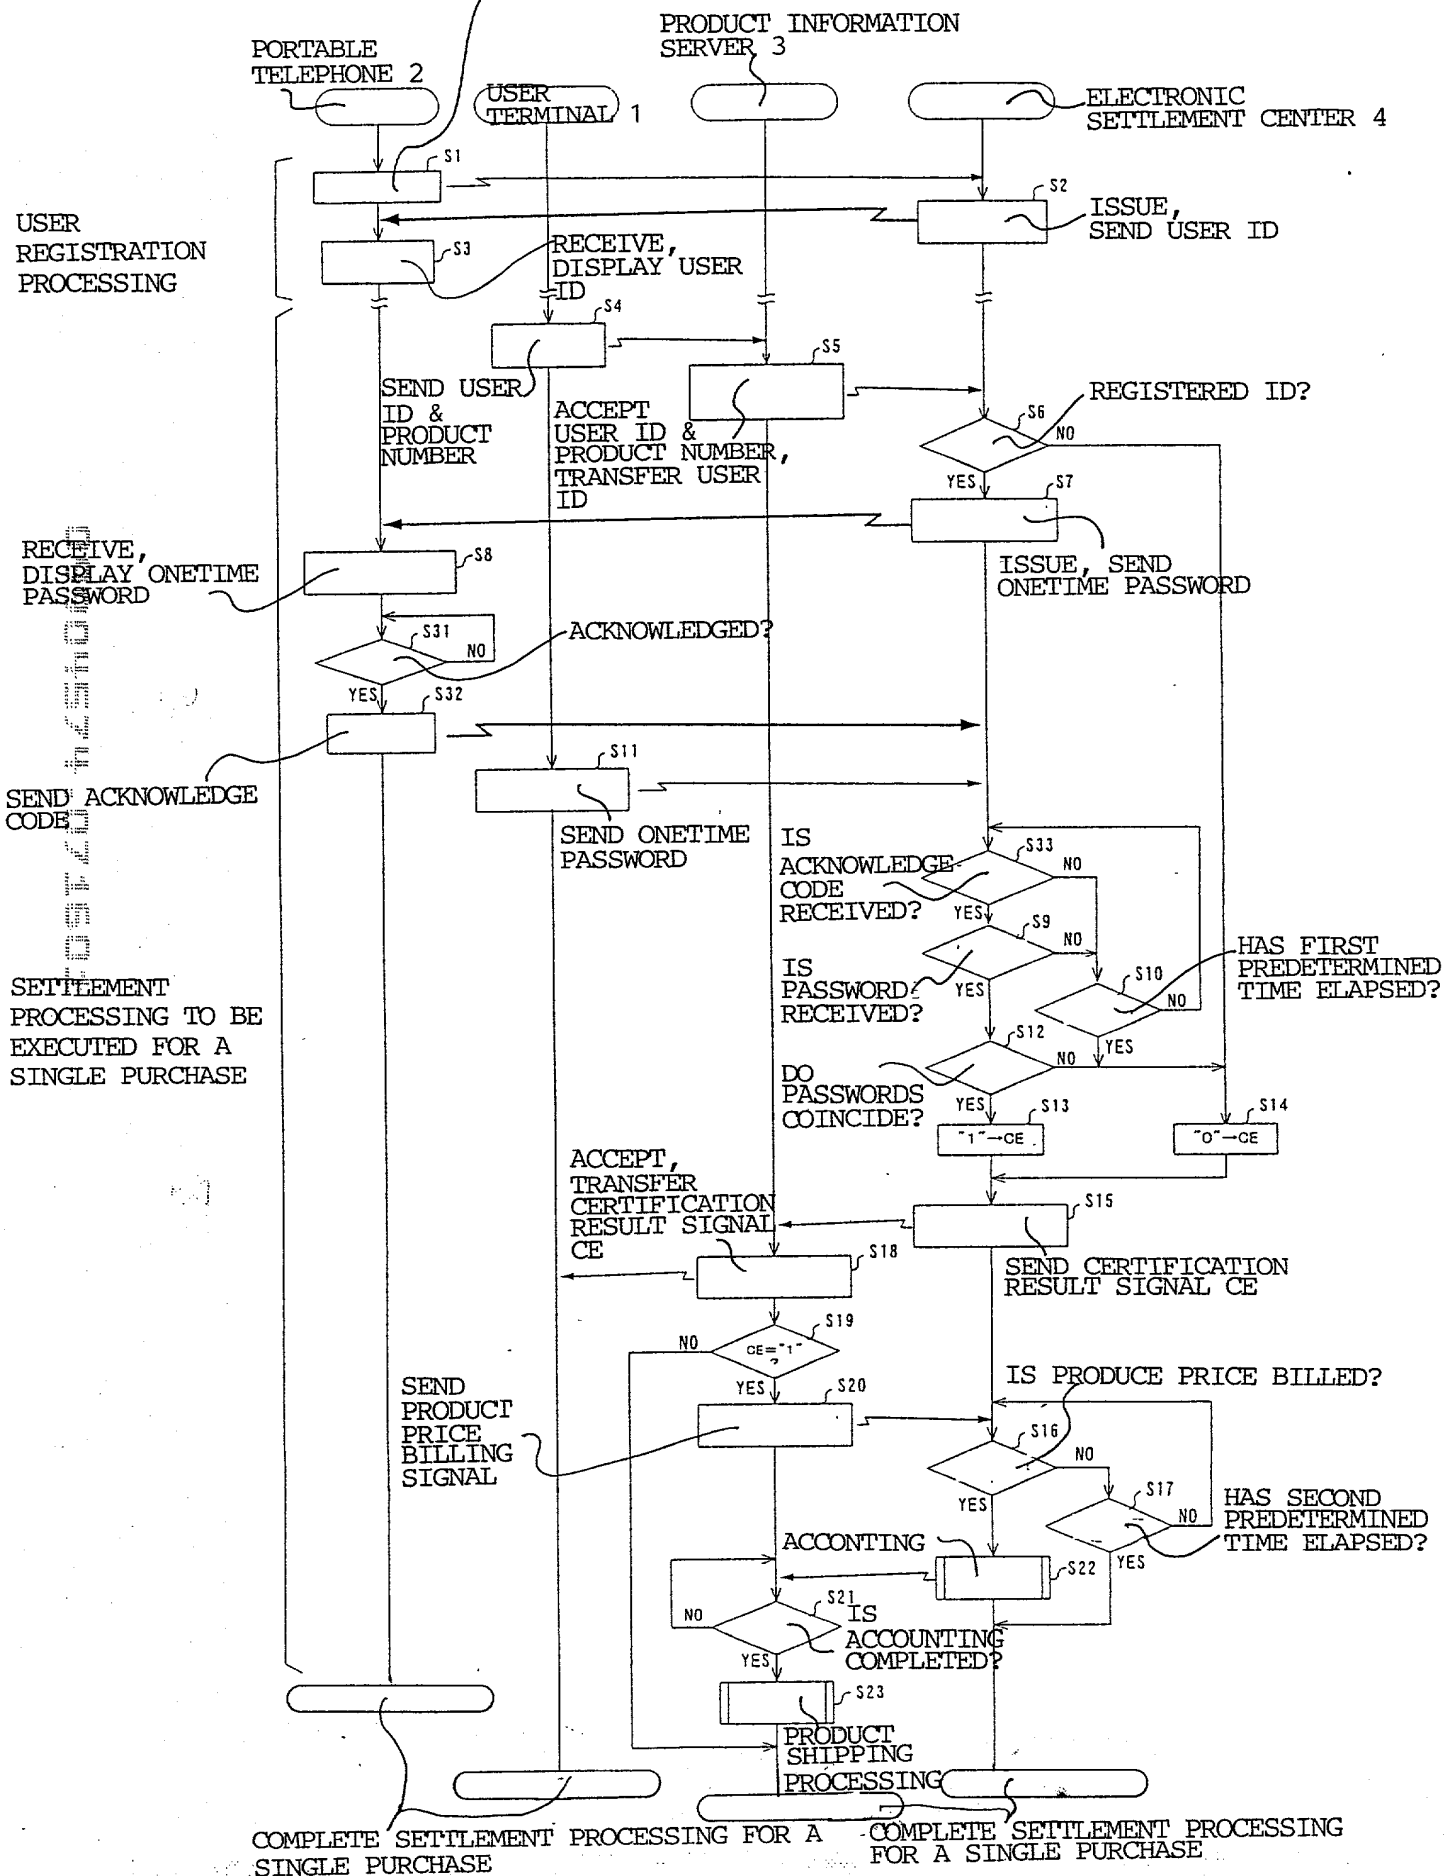 PRODUCT INFORMATION
SERVER 3
PORTABLE
TELEPHONE 2
USER
TERMINAL 1
ELECTRONIC
SETTLEMENT CENTER 4
S1
S2
USER
REGISTRATION
PROCESSING
ISSUE,
SEND USER ID
S3
RECEIVE,
DISPLAY USER
ID
S4
S5
SEND USER
ID &
PRODUCT
NUMBER
ACCEPT
USER ID &
PRODUCT NUMBER,
TRANSFER USER
ID
REGISTERED ID?
S6
NO
YES
S7
ISSUE, SEND
ONETIME PASSWORD
RECEIVE,
DISPLAY ONETIME
PASSWORD
S8
S31
ACKNOWLEDGED?
NO
YES
S32
SEND ACKNOWLEDGE
CODE
S11
SEND ONETIME
PASSWORD
IS
ACKNOWLEDGE
CODE
RECEIVED?
S33
NO
YES
S9
NO
IS
PASSWORD
RECEIVED?
YES
S10
NO
HAS FIRST
PREDETERMINED
TIME ELAPSED?
YES
SETTLEMENT
PROCESSING TO BE
EXECUTED FOR A
SINGLE PURCHASE
S12
NO
DO
PASSWORDS
COINCIDE?
YES
S13
"1"→CE
S14
"0"→CE
ACCEPT,
TRANSFER
CERTIFICATION
RESULT SIGNAL
CE
S15
SEND CERTIFICATION
RESULT SIGNAL CE
S18
S19
CE="1"
?
NO
YES
S20
SEND
PRODUCT
PRICE
BILLING
SIGNAL
IS PRODUCE PRICE BILLED?
S16
NO
YES
S17
NO
HAS SECOND
PREDETERMINED
TIME ELAPSED?
YES
ACCONTING
S22
S21
NO
IS
ACCOUNTING
COMPLETED?
YES
S23
PRODUCT
SHIPPING
PROCESSING
COMPLETE SETTLEMENT PROCESSING FOR A
SINGLE PURCHASE
COMPLETE SETTLEMENT PROCESSING
FOR A SINGLE PURCHASE